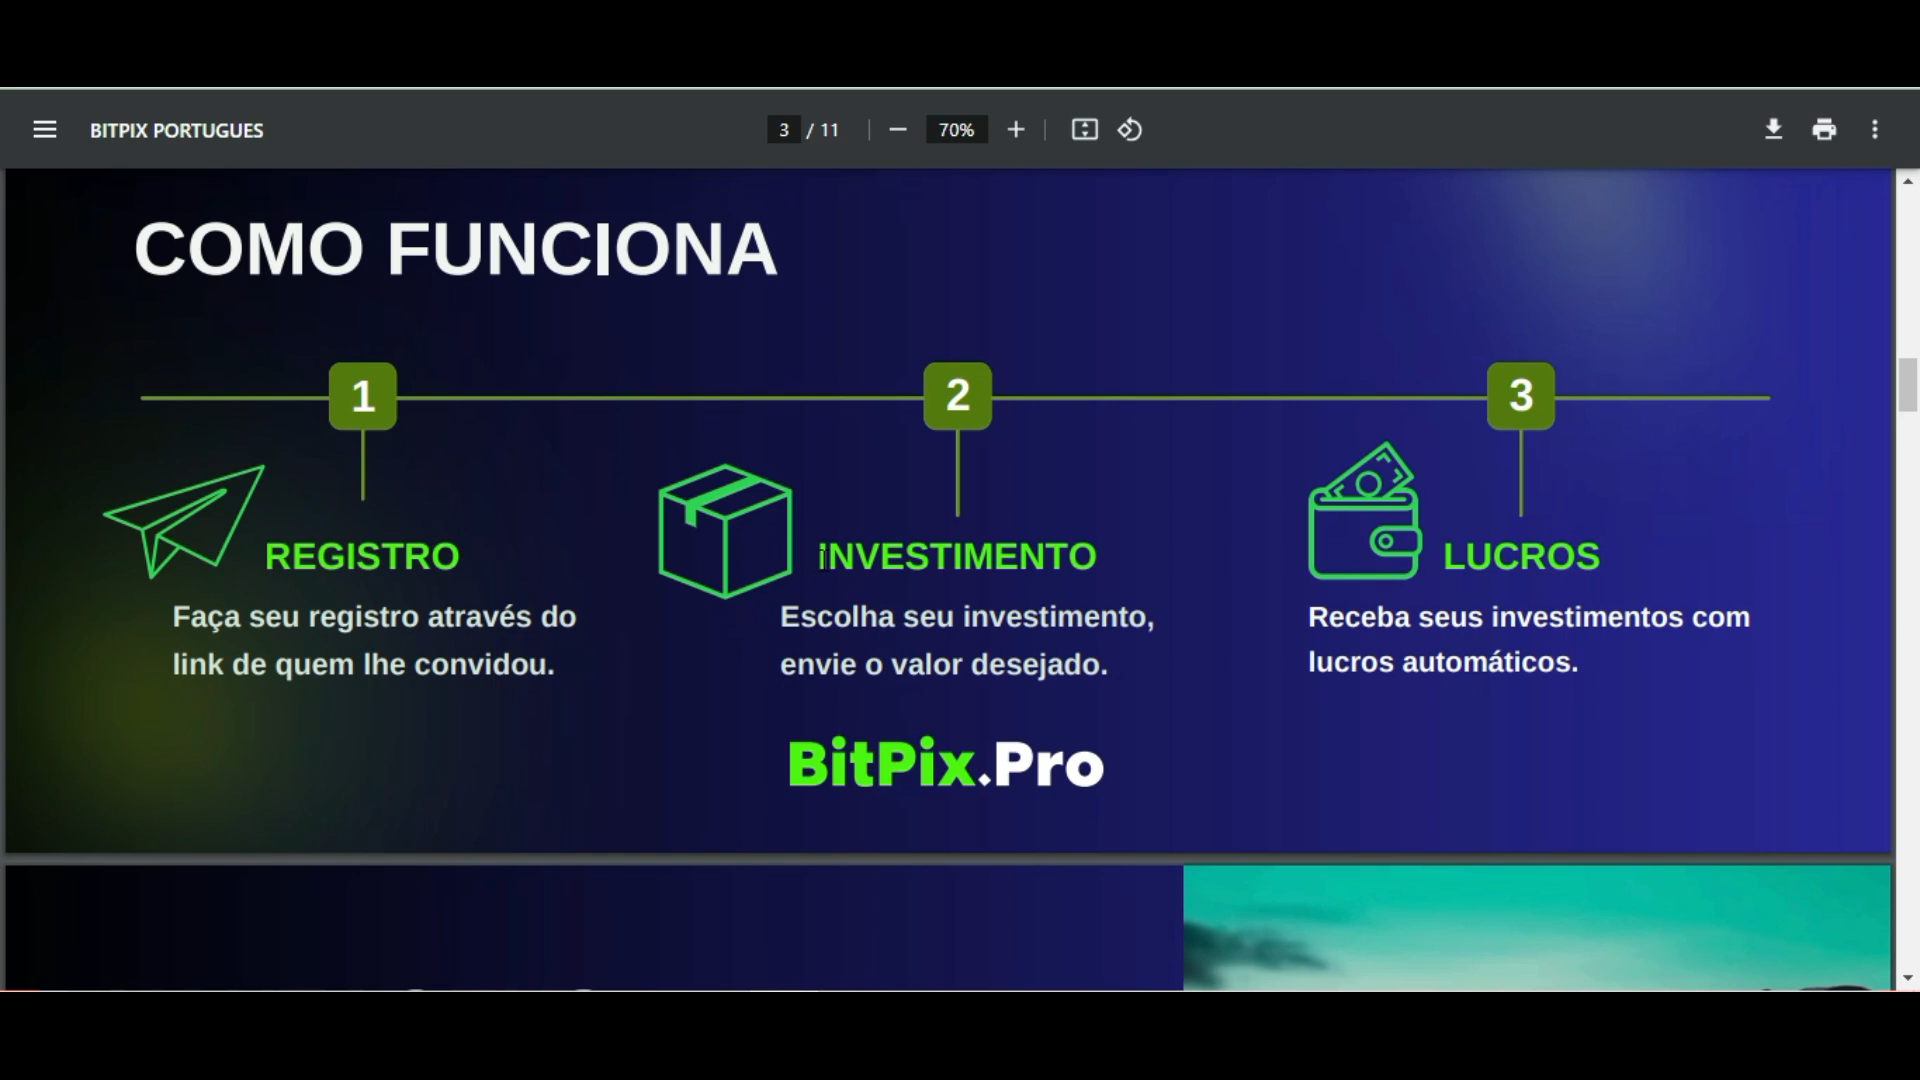 BITPIX PORTUGUES
3 / 11
70%
COMO FUNCIONA
1
2
3
REGISTRO
Faça seu registro através do
link de quem lhe convidou.
iNVESTIMENTO
Escolha seu investimento,
envie o valor desejado.
LUCROS
Receba seus investimentos com
lucros automáticos.
BitPix.Pro